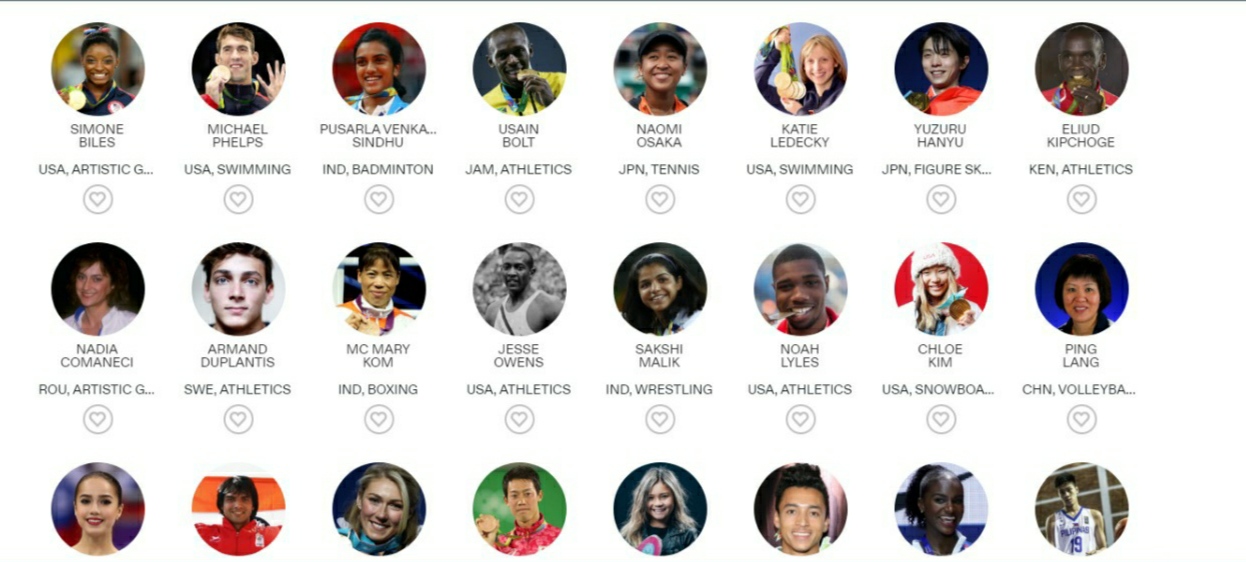 SIMONE
BILES
USA, ARTISTIC G...
MICHAEL
PHELPS
USA, SWIMMING
PUSARLA VENKA...
SINDHU
IND, BADMINTON
USAIN
BOLT
JAM, ATHLETICS
NAOMI
OSAKA
JPN, TENNIS
KATIE
LEDECKY
USA, SWIMMING
YUZURU
HANYU
JPN, FIGURE SK...
ELIUD
KIPCHOGE
KEN, ATHLETICS
NADIA
COMANECI
ROU, ARTISTIC G...
ARMAND
DUPLANTIS
SWE, ATHLETICS
MC MARY
KOM
IND, BOXING
JESSE
OWENS
USA, ATHLETICS
SAKSHI
MALIK
IND, WRESTLING
NOAH
LYLES
USA, ATHLETICS
CHLOE
KIM
USA, SNOWBOA...
PING
LANG
CHN, VOLLEYBA...
PILIPINAS
19